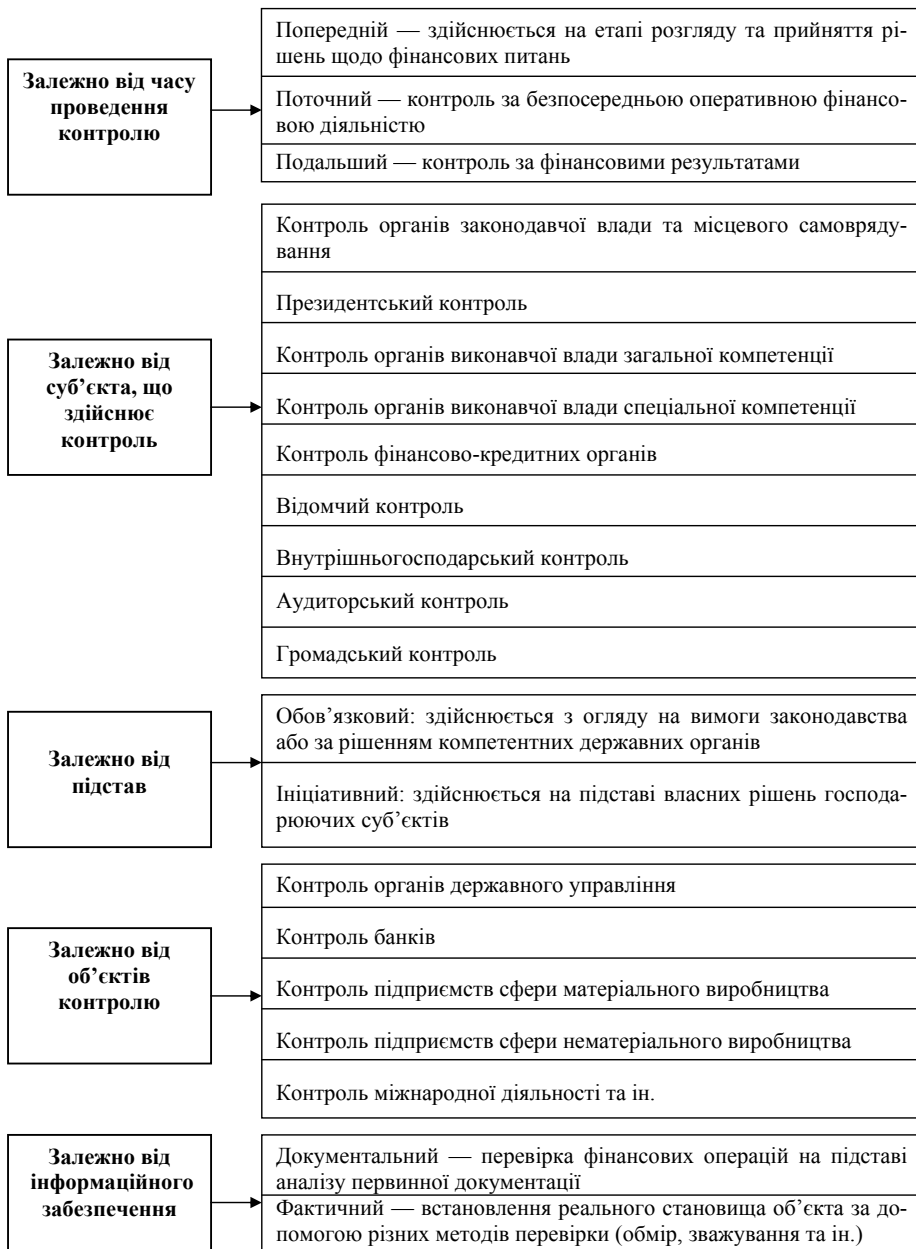 Залежно від часу
проведення
контролю
Попередній — здійснюється на етапі розгляду та прийняття рі-
шень щодо фінансових питань
Поточний — контроль за безпосередньою оперативною фінансо-
вою діяльністю
Подальший — контроль за фінансовими результатами
Залежно від
суб’єкта, що
здійснює
контроль
Контроль органів законодавчої влади та місцевого самовряду-
вання
Президентський контроль
Контроль органів виконавчої влади загальної компетенції
Контроль органів виконавчої влади спеціальної компетенції
Контроль фінансово-кредитних органів
Відомчий контроль
Внутрішньогосподарський контроль
Аудиторський контроль
Громадський контроль
Залежно від
підстав
Обов’язковий: здійснюється з огляду на вимоги законодавства
або за рішенням компетентних державних органів
Ініціативний: здійснюється на підставі власних рішень господа-
рюючих суб’єктів
Залежно від
об’єктів
контролю
Контроль органів державного управління
Контроль банків
Контроль підприємств сфери матеріального виробництва
Контроль підприємств сфери нематеріального виробництва
Контроль міжнародної діяльності та ін.
Залежно від
інформаційного
забезпечення
Документальний — перевірка фінансових операцій на підставі
аналізу первинної документації
Фактичний — встановлення реального становища об’єкта за до-
помогою різних методів перевірки (обмір, зважування та ін.)